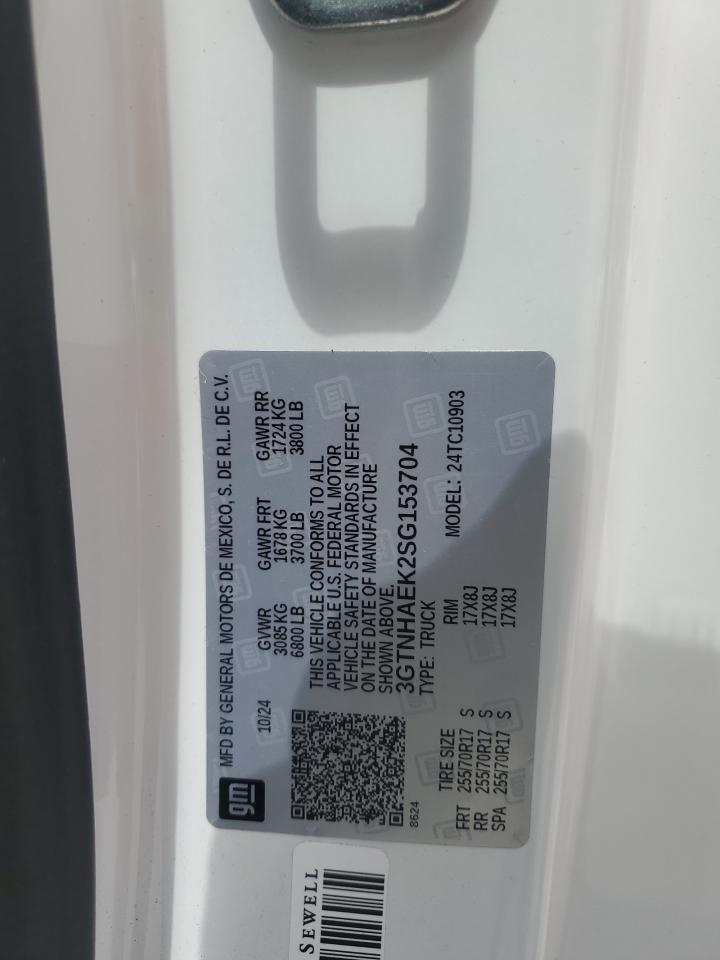 gm
MFD BY GENERAL MOTORS DE MEXICO, S. DE R.L. DE C.V.
10/24
GVWR GAWR FRT GAWR RR
3085 KG 1678 KG 1724 KG
6800 LB 3700 LB 3800 LB
THIS VEHICLE CONFORMS TO ALL
APPLICABLE U.S. FEDERAL MOTOR
VEHICLE SAFETY STANDARDS IN EFFECT
ON THE DATE OF MANUFACTURE
SHOWN ABOVE.
3GTNHAEK2SG153704
TYPE: TRUCK
8624
MODEL: 24TC10903
TIRE SIZE RIM
FRT 255/70R17 S 17X8J
RR 255/70R17 S 17X8J
SPA 255/70R17 S 17X8J
SEWELL